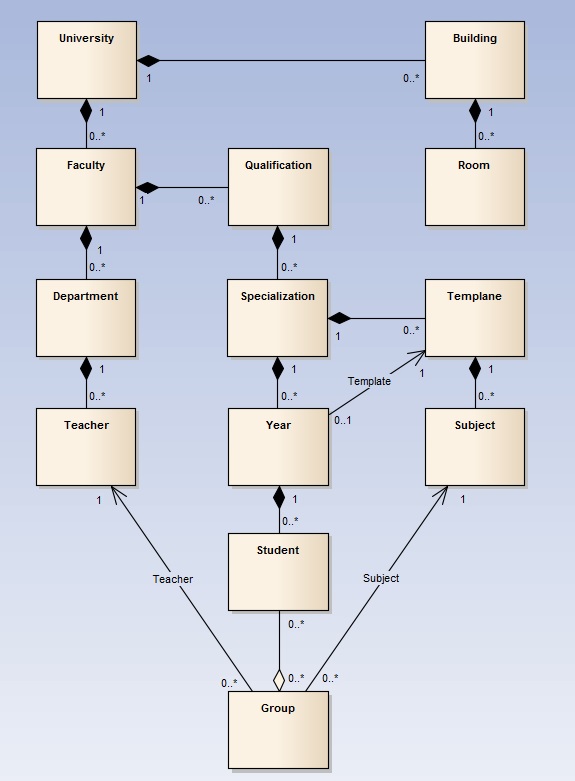 University
Building
1
0..*
1
0..*
1
0..*
Faculty
Qualification
Room
1
0..*
1
0..*
1
0..*
Department
Specialization
Templane
1
0..*
1
0..*
1
0..*
1
0..*
Template
1
0..1
Teacher
Year
Subject
1
0..*
1
1
Student
Teacher
Subject
0..*
0..*
0..*
0..*
Group